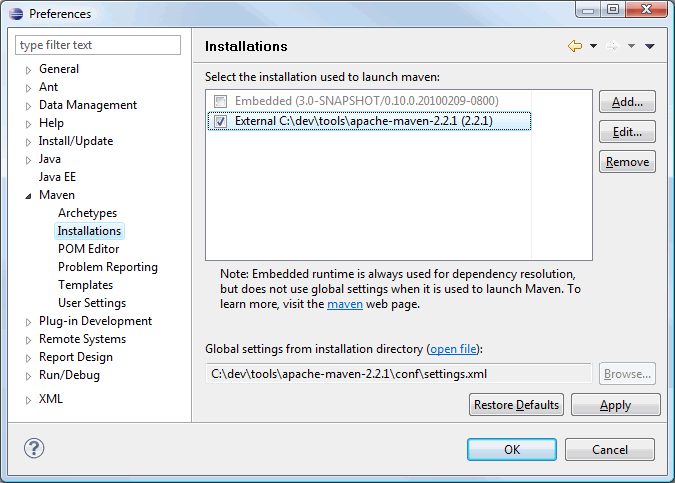 Preferences
type filter text
General
Ant
Data Management
Help
Install/Update
Java
Java EE
Maven
Archetypes
Installations
POM Editor
Problem Reporting
Templates
User Settings
Plug-in Development
Remote Systems
Report Design
Run/Debug
XML
Installations
Select the installation used to launch maven:
Embedded (3.0-SNAPSHOT/0.10.0.20100209-0800)
External C:\dev\tools\apache-maven-2.2.1 (2.2.1)
Add...
Edit...
Remove
Note: Embedded runtime is always used for dependency resolution,
but does not use global settings when it is used to launch Maven. To
learn more, visit the maven web page.
Global settings from installation directory (open file):
C:\dev\tools\apache-maven-2.2.1\conf\settings.xml
Browse...
Restore Defaults
Apply
?
OK
Cancel